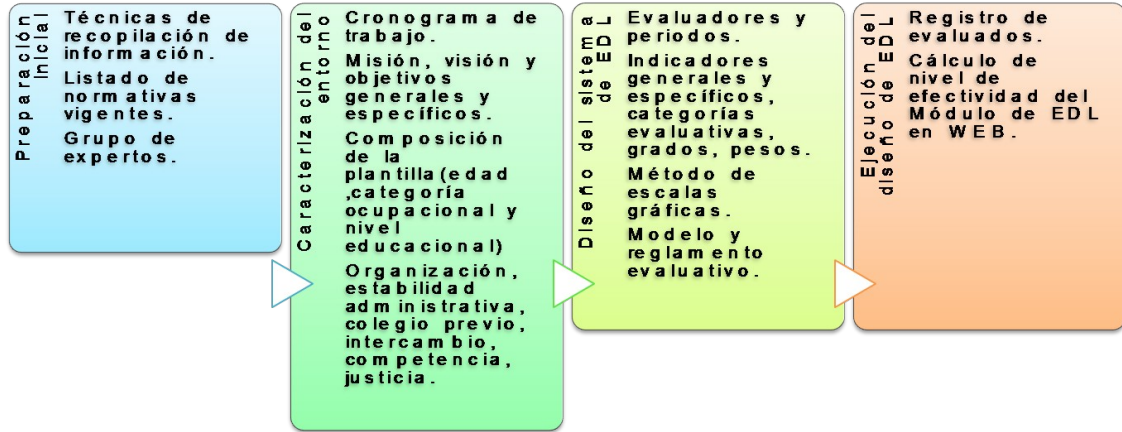 Preparación
inicial
Técnicas de
recopilación de
información.
Listado de
normativas
vigentes.
Grupo de
expertos.
Caracterización del
entorno
Cronograma de
trabajo.
Misión, visión y
objetivos
generales y
específicos.
Composición
de la
plantilla(edad
,categoría
ocupacional y
nivel
educacional)
Organización,
estabilidad
administrativa,
colegio previo,
intercambio,
competencia,
justicia.
Diseño del sistema
de EDL
Evaluadores y
periodos.
Indicadores
generales y
específicos,
categorías
evaluativas,
grados, pesos.
Método de
escalas
gráficas.
Modelo y
reglamento
evaluativo.
Ejecución del
diseño de EDL
Registro de
evaluados.
Cálculo de
nivel de
efectividad del
Módulo de EDL
en WEB.